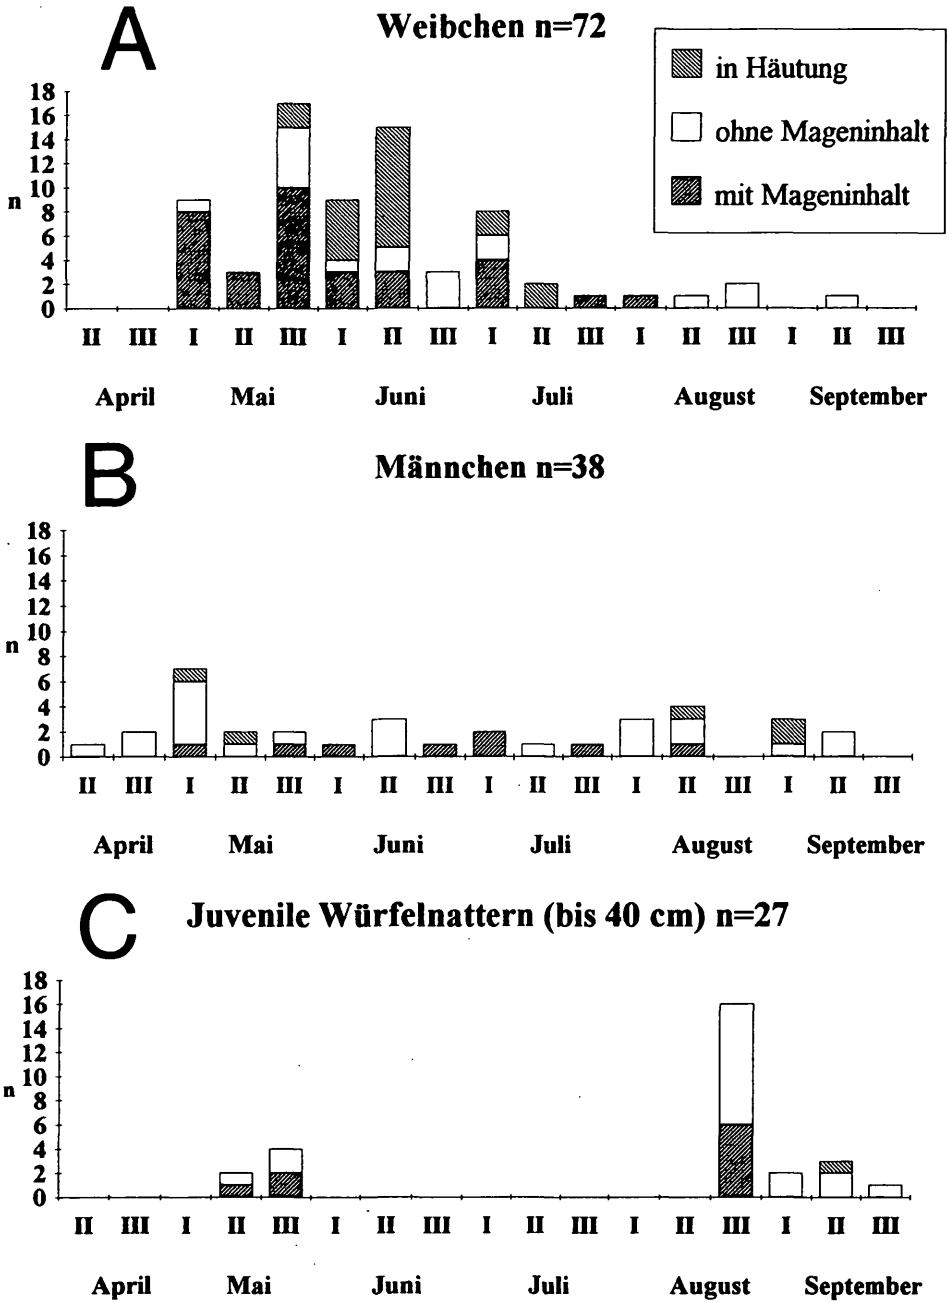 A
Weibchen n=72
in Häutung
ohne Mageninhalt
mit Mageninhalt
18
16
14
12
10
n
8
6
4
2
0
II III I II III I II III I II III I II III I II III
April Mai Juni Juli August September
B
Männchen n=38
18
16
14
12
10
n
8
6
4
2
0
II III I II III I II III I II III I II III I II III
April Mai Juni Juli August September
C
Juvenile Würfelnattern (bis 40 cm) n=27
18
16
14
12
10
n
8
6
4
2
0
II III I II III I II III I II III I II III I II III
April Mai Juni Juli August September